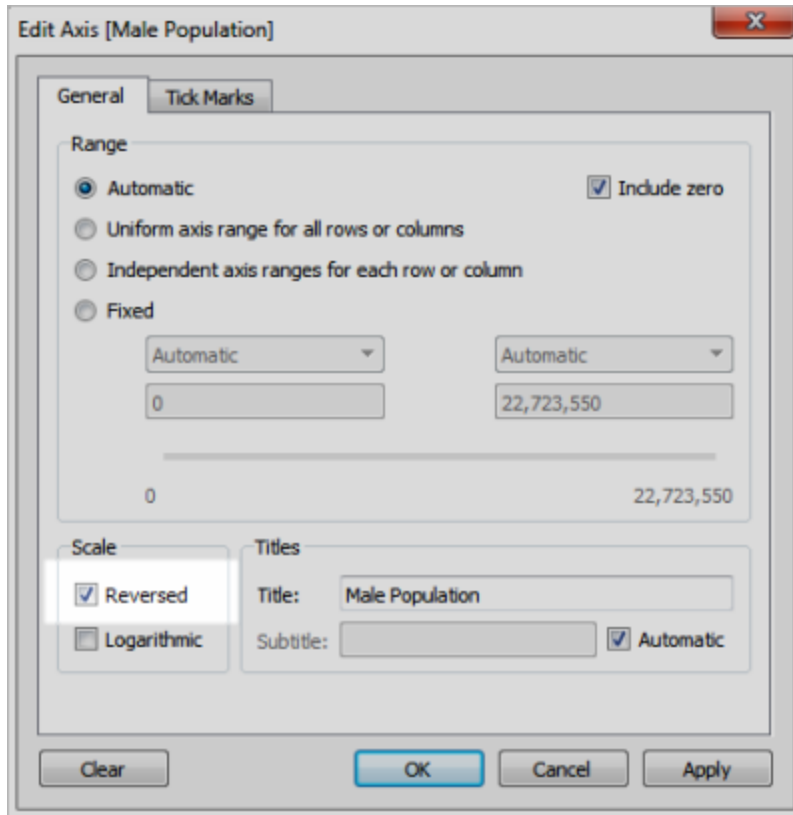 Edit Axis [Male Population]
General Tick Marks
Range
Automatic Include zero
Uniform axis range for all rows or columns
Independent axis ranges for each row or column
Fixed
Automatic Automatic
0 22,723,550
0 22,723,550
Scale Titles
Reversed Title: Male Population
Logarithmic Subtitle: Automatic
Clear OK Cancel Apply